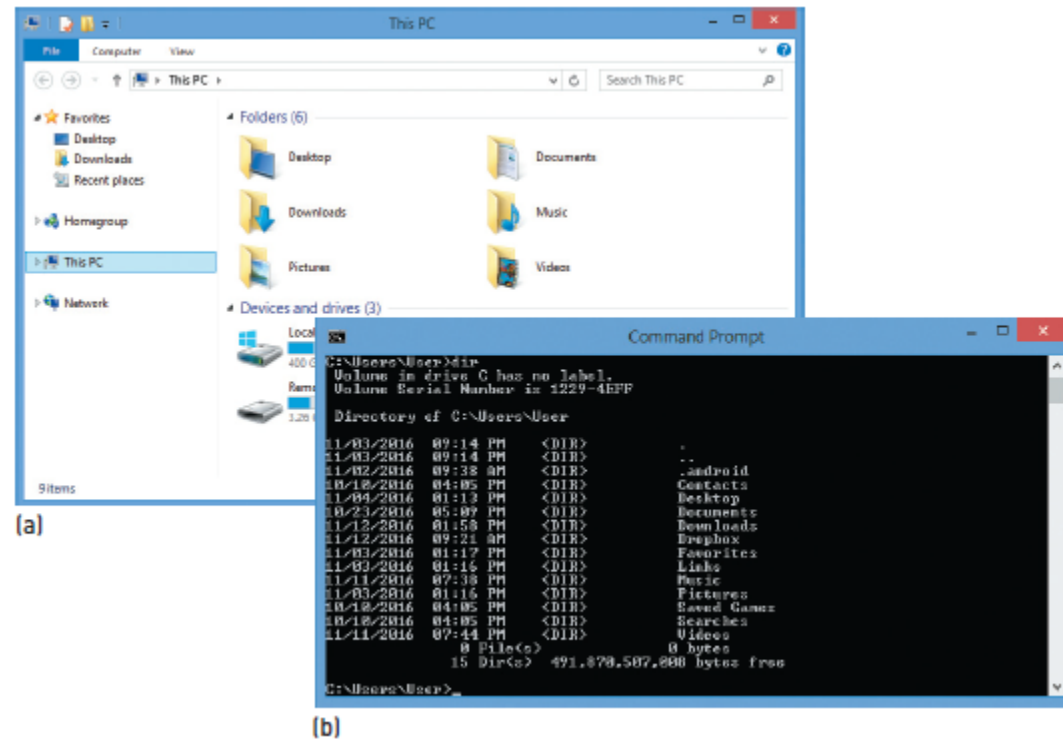 This PC
File Computer View
This PC
Search This PC
Favorites
Desktop
Downloads
Recent places
Homegroup
This PC
Network
Folders (6)
Desktop
Documents
Downloads
Music
Pictures
Videos
Devices and drives (3)
9 items
(a)
Command Prompt
C:\Users\User>dir
Volume in drive C has no label.
Volume Serial Number is 1229-4EFF
Directory of C:\Users\User
11/03/2016 09:14 PM <DIR> .
11/03/2016 09:14 PM <DIR> ..
11/02/2016 09:38 AM <DIR> .android
10/10/2016 04:05 PM <DIR> Contacts
11/04/2016 01:13 PM <DIR> Desktop
10/23/2016 05:09 PM <DIR> Documents
11/12/2016 01:58 PM <DIR> Downloads
11/12/2016 09:21 AM <DIR> Dropbox
11/03/2016 01:17 PM <DIR> Favorites
11/03/2016 01:16 PM <DIR> Links
11/11/2016 07:38 PM <DIR> Music
11/03/2016 01:16 PM <DIR> Pictures
10/10/2016 04:05 PM <DIR> Saved Games
10/10/2016 04:05 PM <DIR> Searches
11/11/2016 07:44 PM <DIR> Videos
0 File(s) 0 bytes
15 Dir(s) 491,870,507,008 bytes free
C:\Users\User>_
(b)